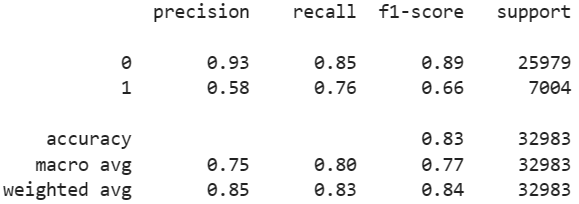 precision recall f1-score support
0 0.93 0.85 0.89 25979
1 0.58 0.76 0.66 7004
accuracy 0.83 32983
macro avg 0.75 0.80 0.77 32983
weighted avg 0.85 0.83 0.84 32983